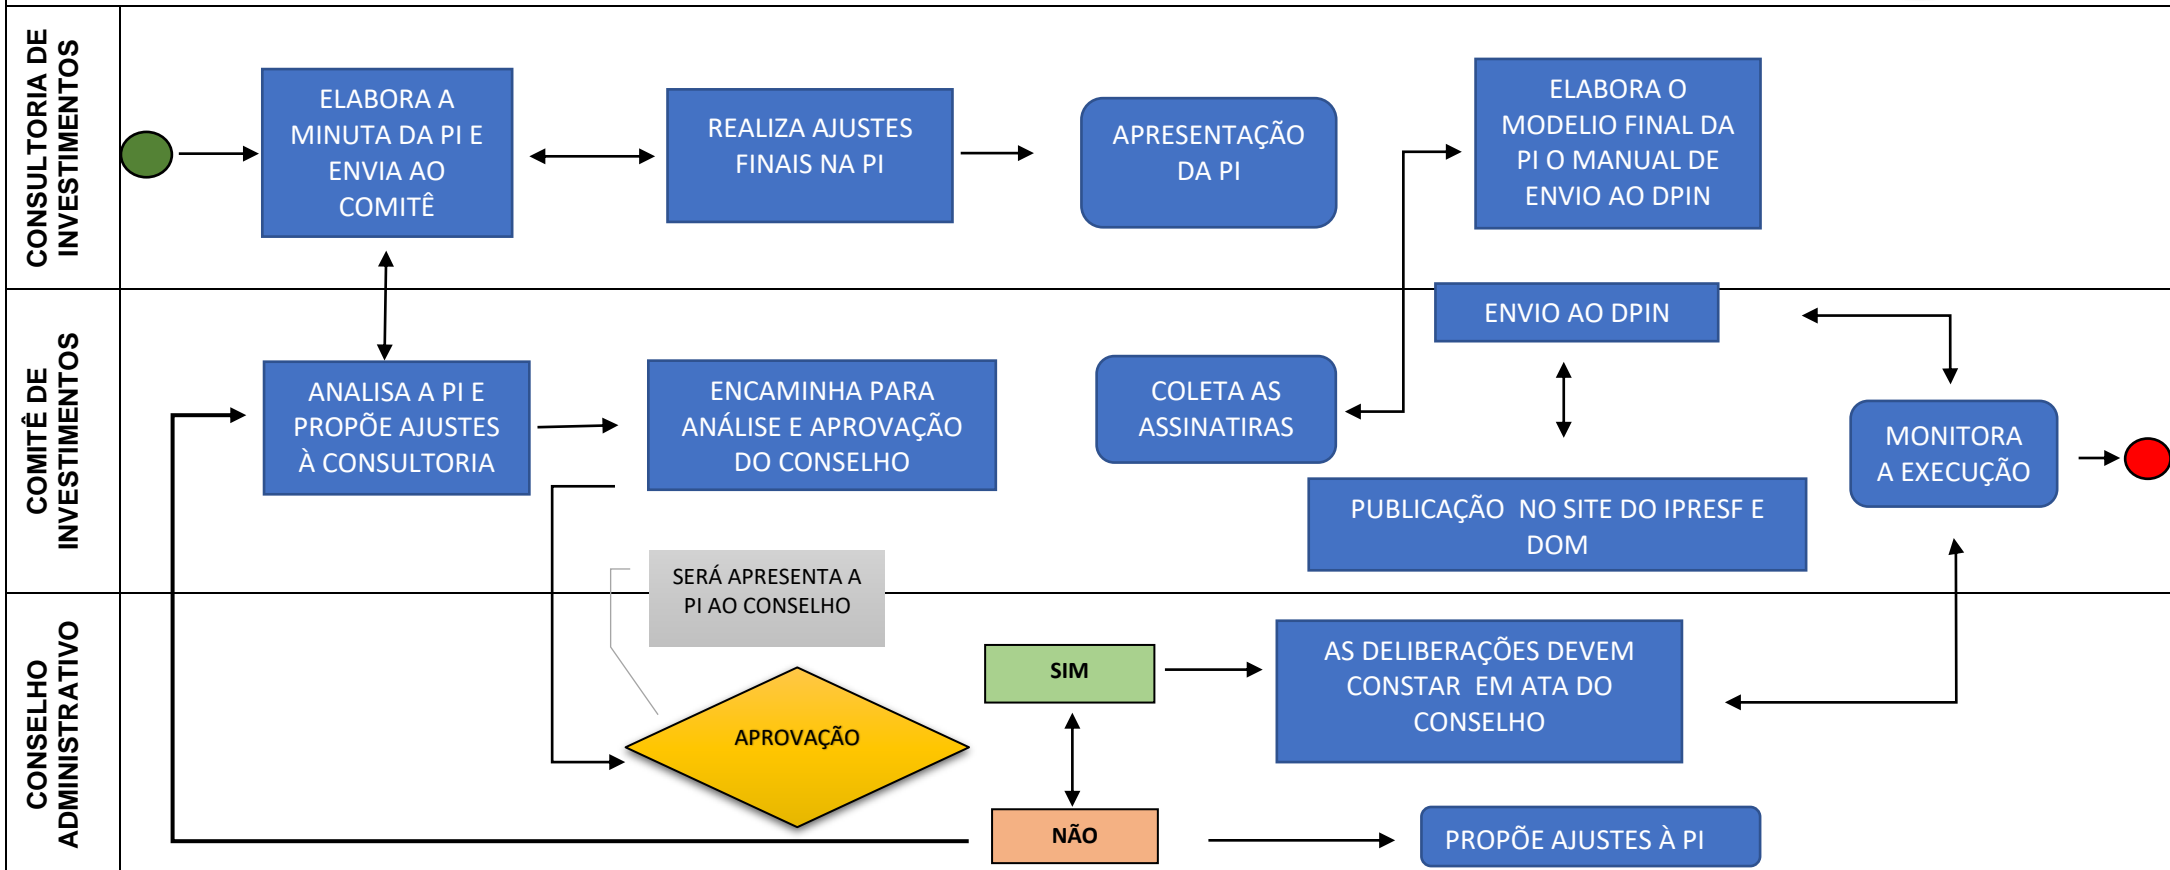 CONSULTORIA DE
INVESTIMENTOS
ELABORA A
MINUTA DA PI E
ENVIA AO
COMITÊ
REALIZA AJUSTES
FINAIS NA PI
APRESENTAÇÃO
DA PI
ELABORA O
MODELIO FINAL DA
PI O MANUAL DE
ENVIO AO DPIN
COMITÊ DE
INVESTIMENTOS
ANALISA A PI E
PROPÕE AJUSTES
À CONSULTORIA
ENCAMINHA PARA
ANÁLISE E APROVAÇÃO
DO CONSELHO
COLETA AS
ASSINATIRAS
ENVIO AO DPIN
PUBLICAÇÃO  NO SITE DO IPRESF E
DOM
MONITORA
A EXECUÇÃO
CONSELHO
ADMINISTRATIVO
SERÁ APRESENTA A
PI AO CONSELHO
APROVAÇÃO
SIM
NÃO
AS DELIBERAÇÕES DEVEM
CONSTAR  EM ATA DO
CONSELHO
PROPÕE AJUSTES À PI